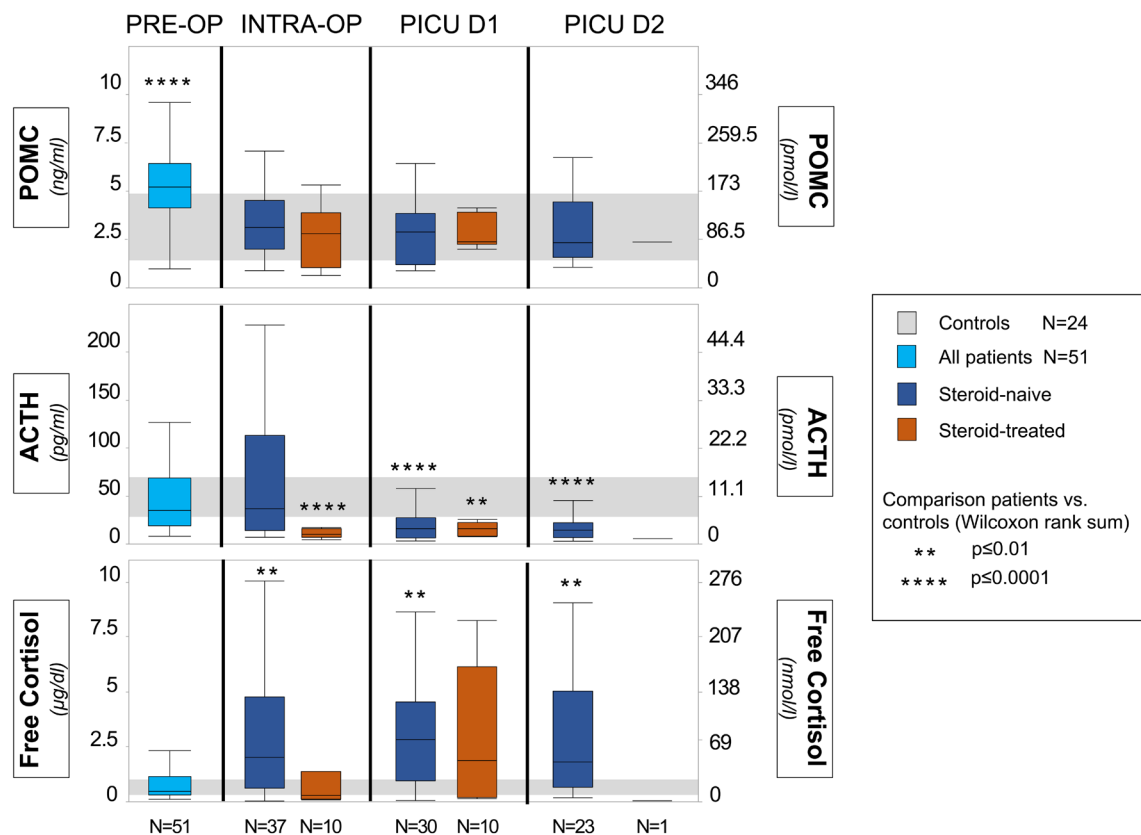 PRE-OP INTRA-OP PICU D1 PICU D2
POMC
(ng/ml)
10
7.5
5
2.5
0
****
346
259.5
173
86.5
0
POMC
(pmol/l)
ACTH
(pg/ml)
200
150
100
50
0
****
****
**
****
44.4
33.3
22.2
11.1
0
ACTH
(pmol/l)
Free Cortisol
(µg/dl)
10
7.5
5
2.5
0
**
**
**
276
207
138
69
0
Free Cortisol
(nmol/l)
N=51 N=37 N=10 N=30 N=10 N=23 N=1
Controls N=24
All patients N=51
Steroid-naive
Steroid-treated
Comparison patients vs.
controls (Wilcoxon rank sum)
** p≤0.01
**** p≤0.0001